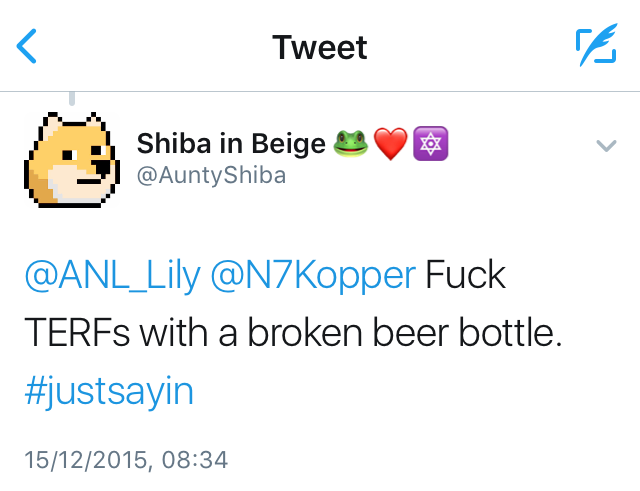 Tweet
Shiba in Beige 🐸❤️🔯
@AuntyShiba
@ANL_Lily @N7Kopper Fuck
TERFs with a broken beer bottle.
#justsayin
15/12/2015, 08:34